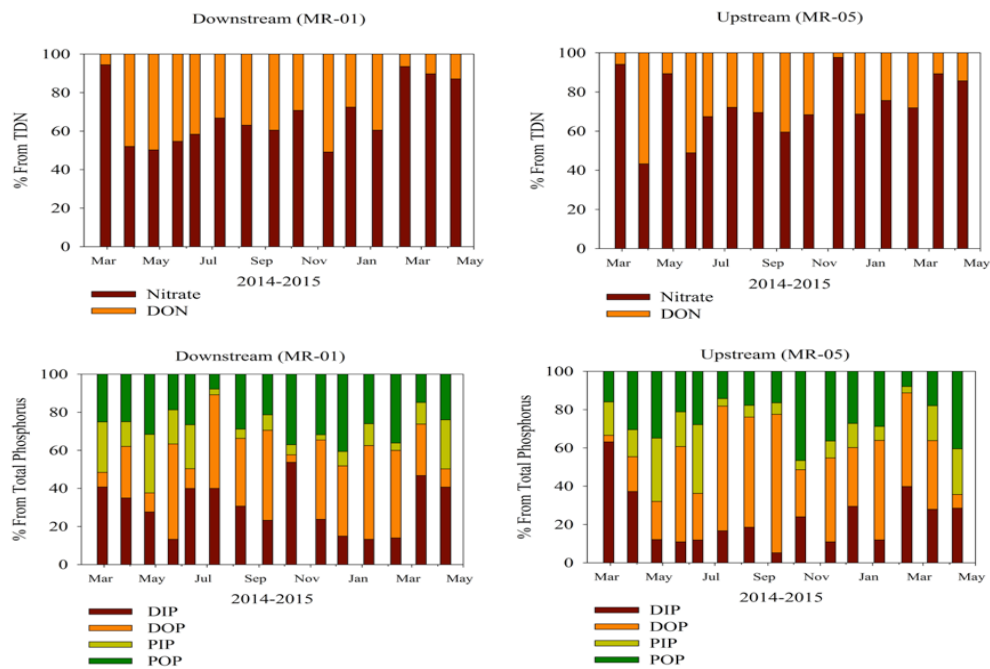 Downstream (MR-01)
100
80
60
40
20
0
% From TDN
Mar May Jul Sep Nov Jan Mar May
2014-2015
Nitrate
DON
Upstream (MR-05)
100
80
60
40
20
0
% From TDN
Mar May Jul Sep Nov Jan Mar May
2014-2015
Nitrate
DON
Downstream (MR-01)
100
80
60
40
20
0
% From Total Phosphorus
Mar May Jul Sep Nov Jan Mar May
2014-2015
DIP
DOP
PIP
POP
Upstream (MR-05)
100
80
60
40
20
0
% From Total Phosphorus
Mar May Jul Sep Nov Jan Mar May
2014-2015
DIP
DOP
PIP
POP